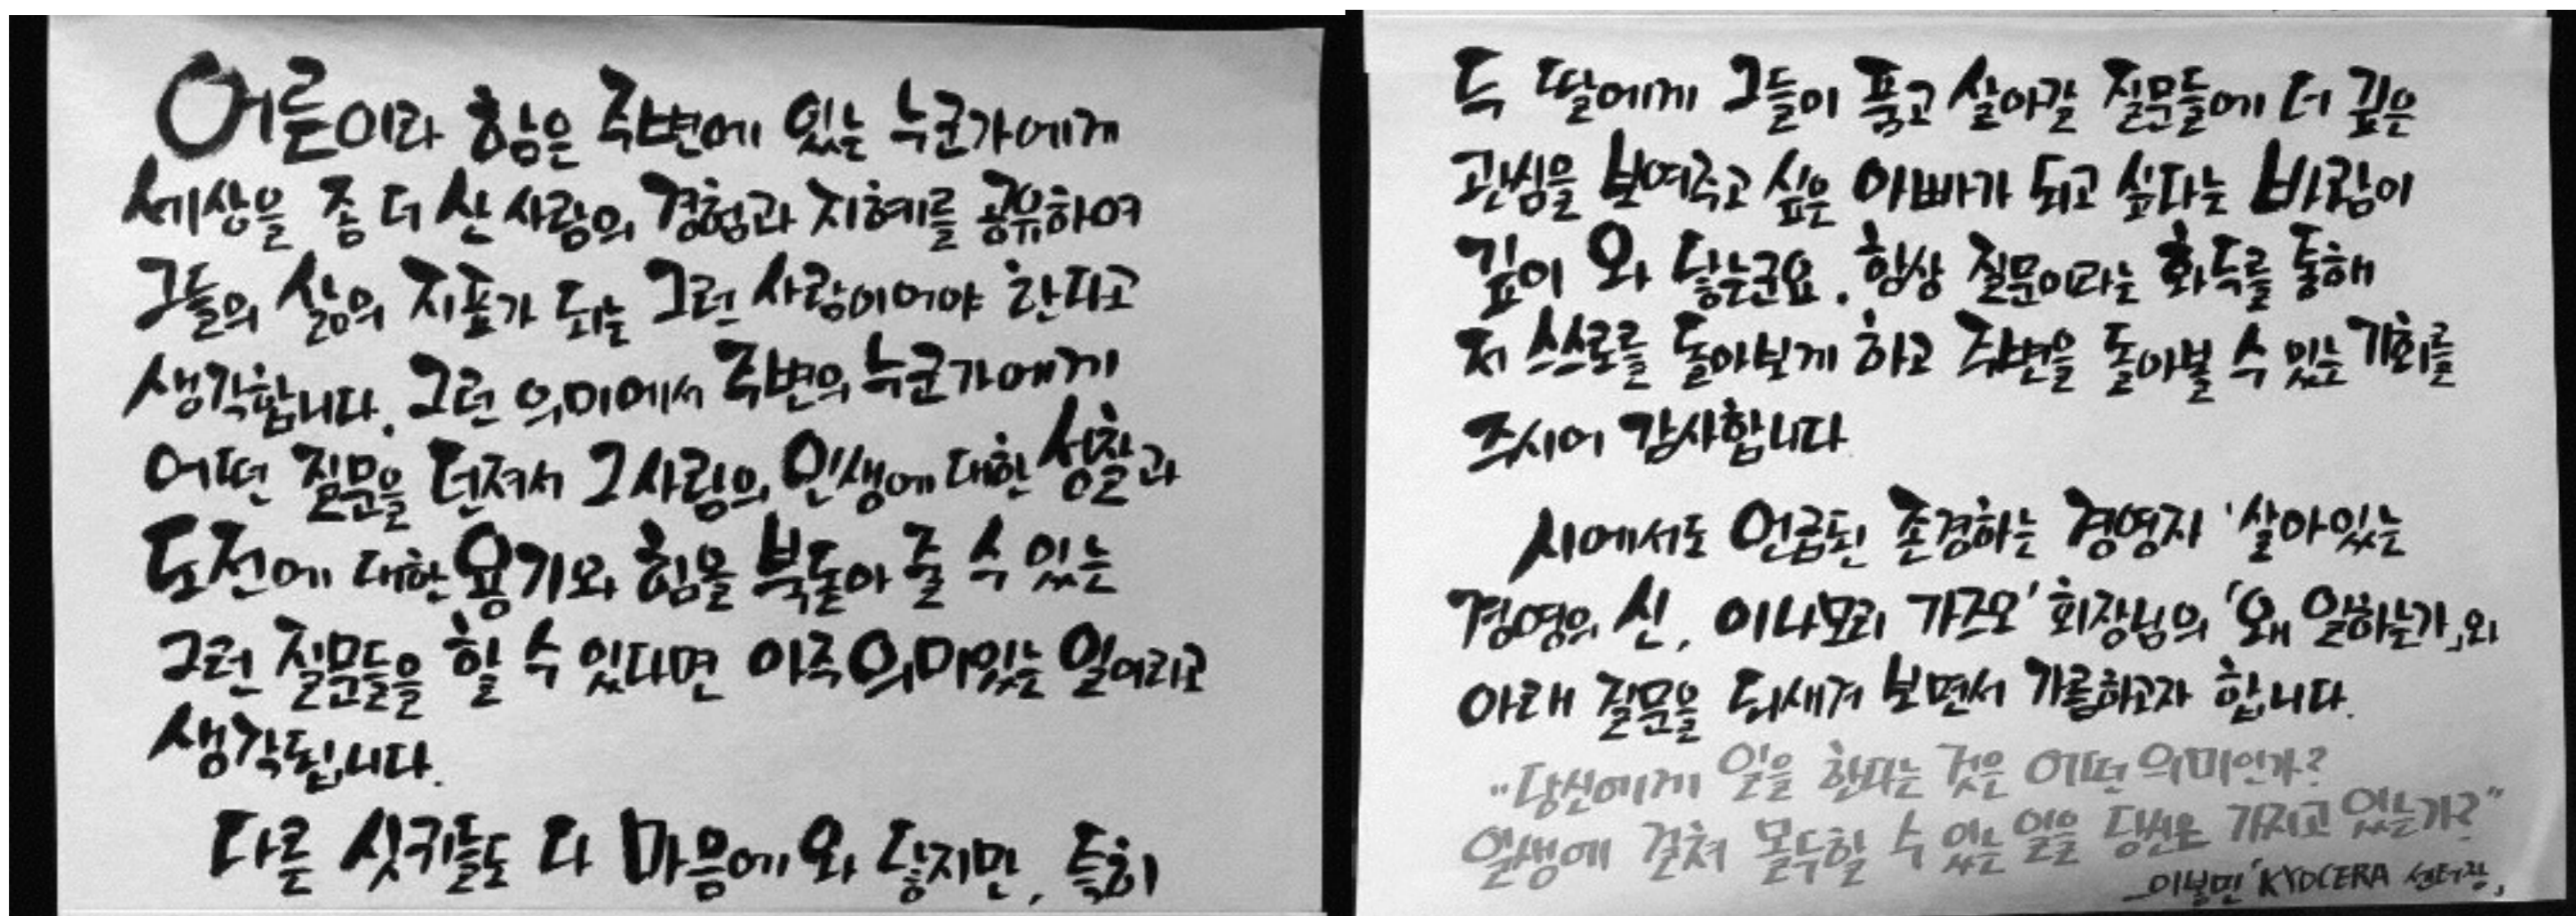 어른이라 함은 주변에 있는 누군가에게
세상을 좀 더 산 사람의 경험과 지혜를 공유하여
그들의 삶의 지표가 되는 그런 사람이어야 한다고
생각합니다. 그런 의미에서 주변의 누군가에게
어떤 질문을 던져서 그 사람의 인생에 대한 성찰과
도전에 대한 용기와 힘을 북돋아 줄 수 있는
그런 질문들을 할 수 있다면 아주 의미있는 일이라고
생각됩니다.
다른 싯귀들도 다 마음에 와 닿지만, 특히
두 딸에게 그들이 품고 살아갈 질문들에 더 깊은
관심을 보여주고 싶은 아빠가 되고 싶다는 바람이
깊이 와 닿는군요. 항상 질문이라는 화두를 통해
저 스스로를 돌아보게 하고 주변을 돌아볼 수 있는 기회를
주시어 감사합니다
시에서도 언급된 존경하는 경영자 '살아있는
경영의 신, 이나모리 가즈오' 회장님의 「왜 일하는가」와
아래 질문을 되새겨 보면서 가름하고자 합니다.
"당신에게 일을 한다는 것은 어떤 의미인가?
일생에 걸쳐 몰두할 수 있는 일을 당신은 가지고 있는가?"
_이봉민「KYOCERA 센터장」